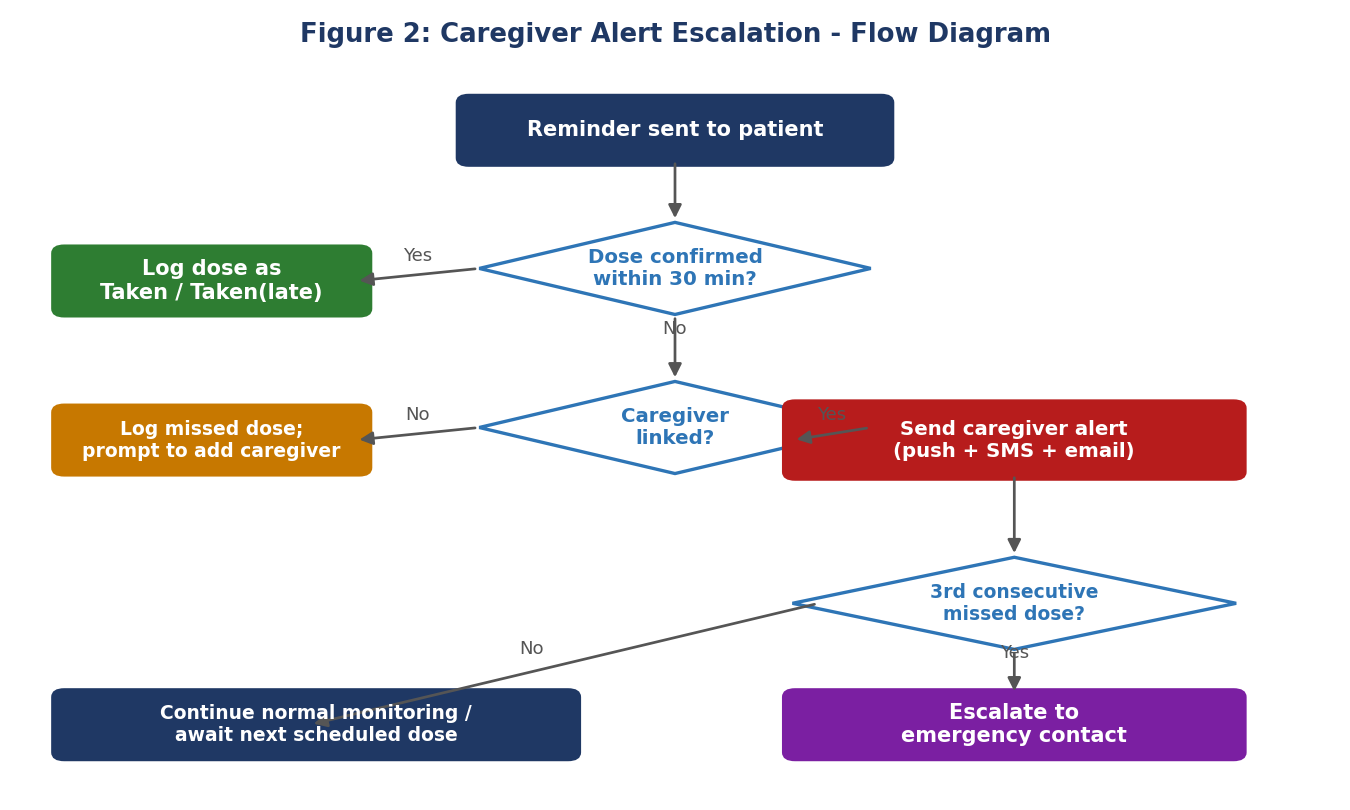 Figure 2: Caregiver Alert Escalation - Flow Diagram
Reminder sent to patient
Dose confirmed
within 30 min?
Yes
Log dose as
Taken / Taken(late)
No
Caregiver
linked?
No
Log missed dose;
prompt to add caregiver
Yes
Send caregiver alert
(push + SMS + email)
3rd consecutive
missed dose?
No
Continue normal monitoring /
await next scheduled dose
Yes
Escalate to
emergency contact